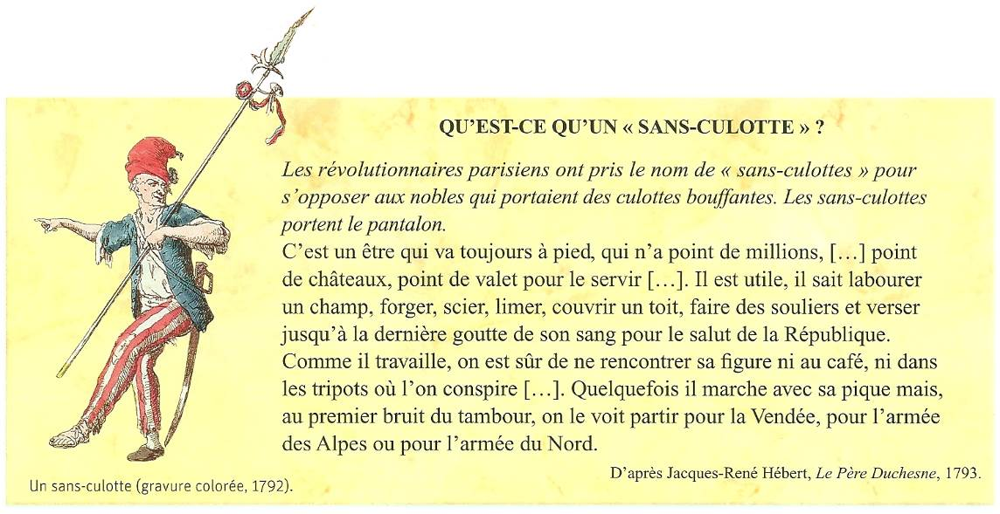 QU'EST-CE QU'UN « SANS-CULOTTE » ?
Les révolutionnaires parisiens ont pris le nom de « sans-culottes » pour
s'opposer aux nobles qui portaient des culottes bouffantes. Les sans-culottes
portent le pantalon.
C'est un être qui va toujours à pied, qui n'a point de millions, […] point
de châteaux, point de valet pour le servir […]. Il est utile, il sait labourer
un champ, forger, scier, limer, couvrir un toit, faire des souliers et verser
jusqu'à la dernière goutte de son sang pour le salut de la République.
Comme il travaille, on est sûr de ne rencontrer sa figure ni au café, ni dans
les tripots où l'on conspire […]. Quelquefois il marche avec sa pique mais,
au premier bruit du tambour, on le voit partir pour la Vendée, pour l'armée
des Alpes ou pour l'armée du Nord.
D'après Jacques-René Hébert, Le Père Duchesne, 1793.
Un sans-culotte (gravure colorée, 1792).